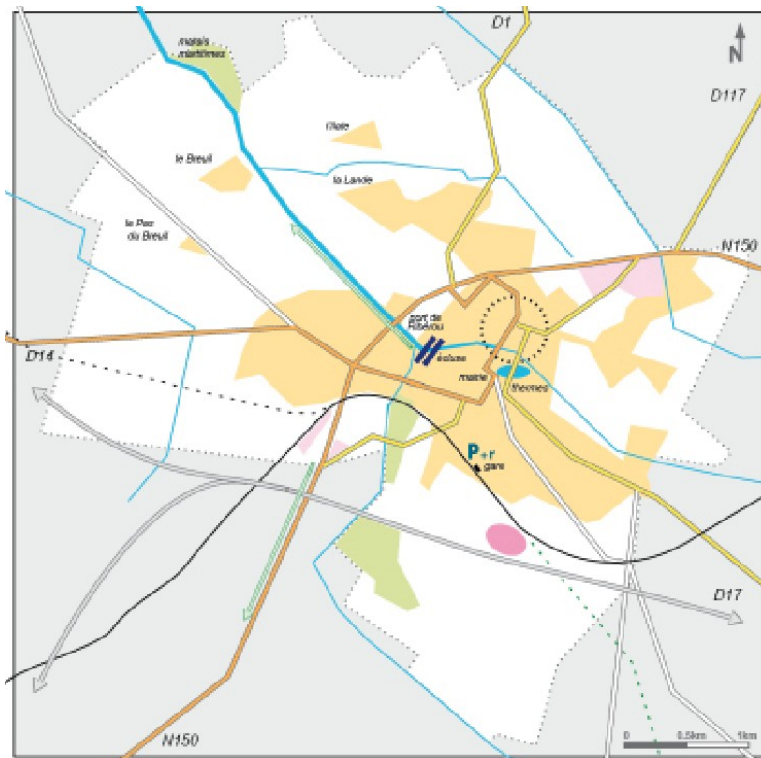 D1
N
marais
maritimes
D117
l'Ilate
le Breuil
la Lande
le Pas
du Breuil
N150
port de
Ribérou
écluse
D14
mairie
thermes
P+r
gare
D17
N150
0 0.5km 1km